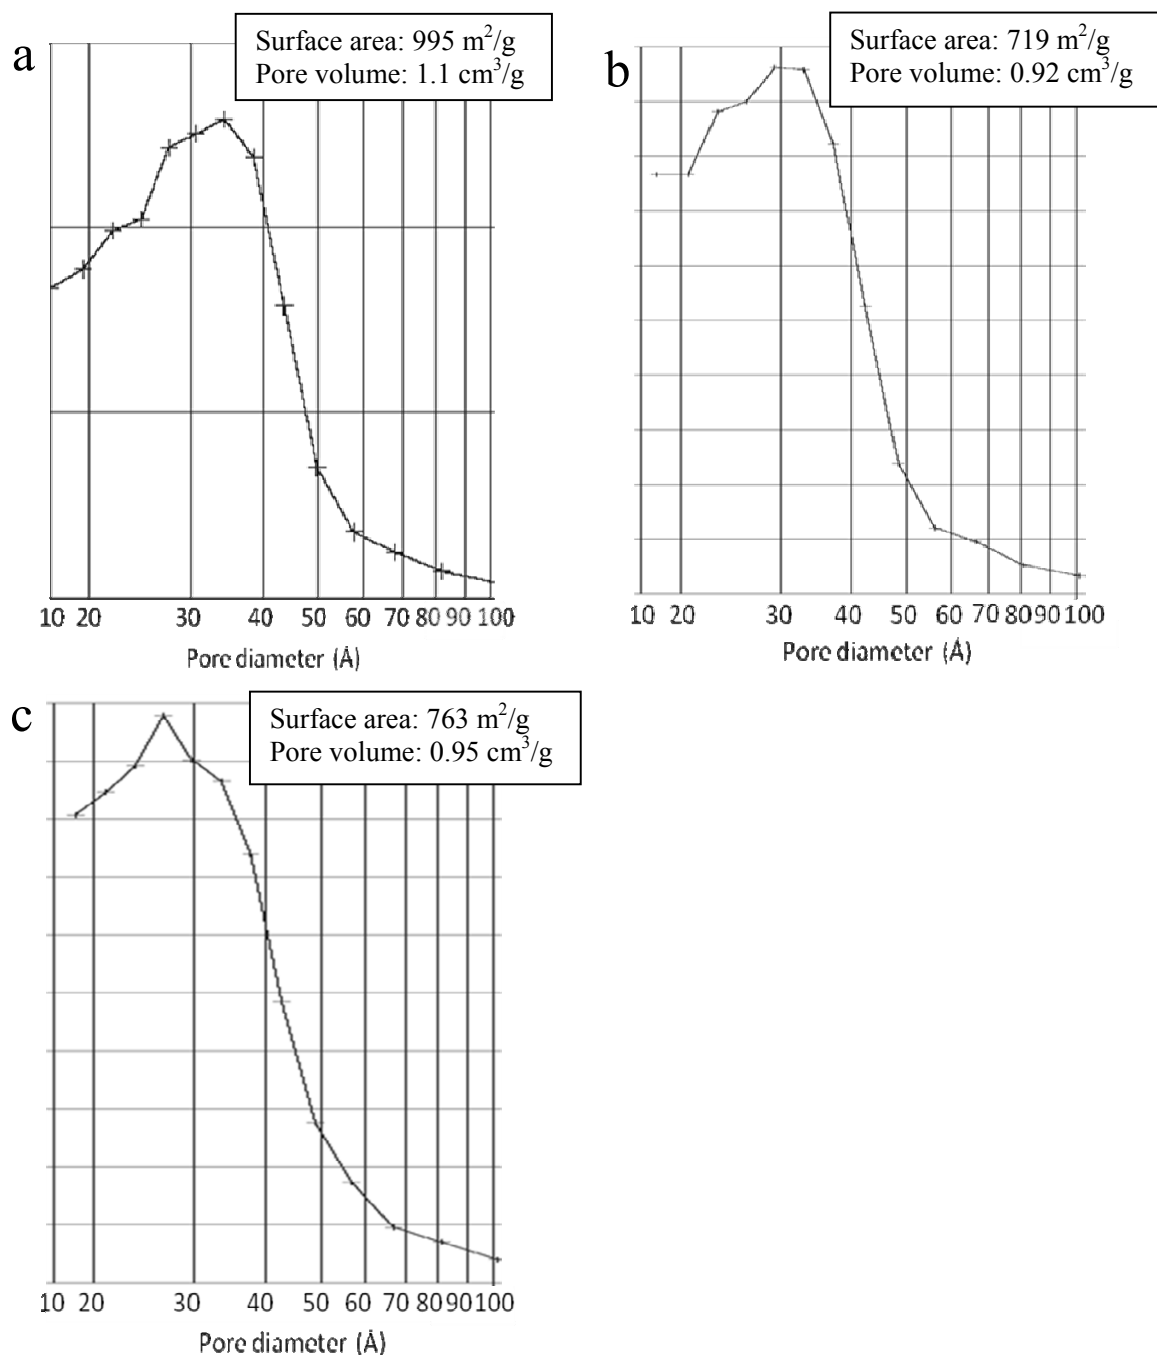 a
Surface area: 995 m²/g
Pore volume: 1.1 cm³/g
10 20 30 40 50 60 70 80 90 100
Pore diameter (Å)
b
Surface area: 719 m²/g
Pore volume: 0.92 cm³/g
10 20 30 40 50 60 70 80 90 100
Pore diameter (Å)
c
Surface area: 763 m²/g
Pore volume: 0.95 cm³/g
10 20 30 40 50 60 70 80 90 100
Pore diameter (Å)